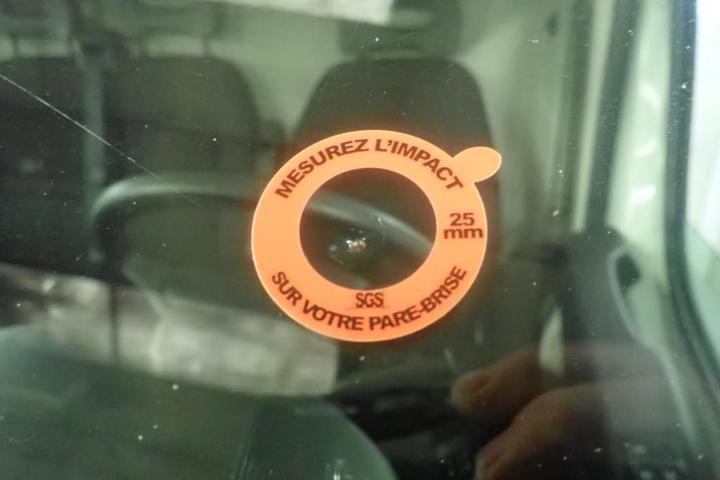 MESUREZ L'IMPACT
25
mm
SGS
SUR VOTRE PARE-BRISE